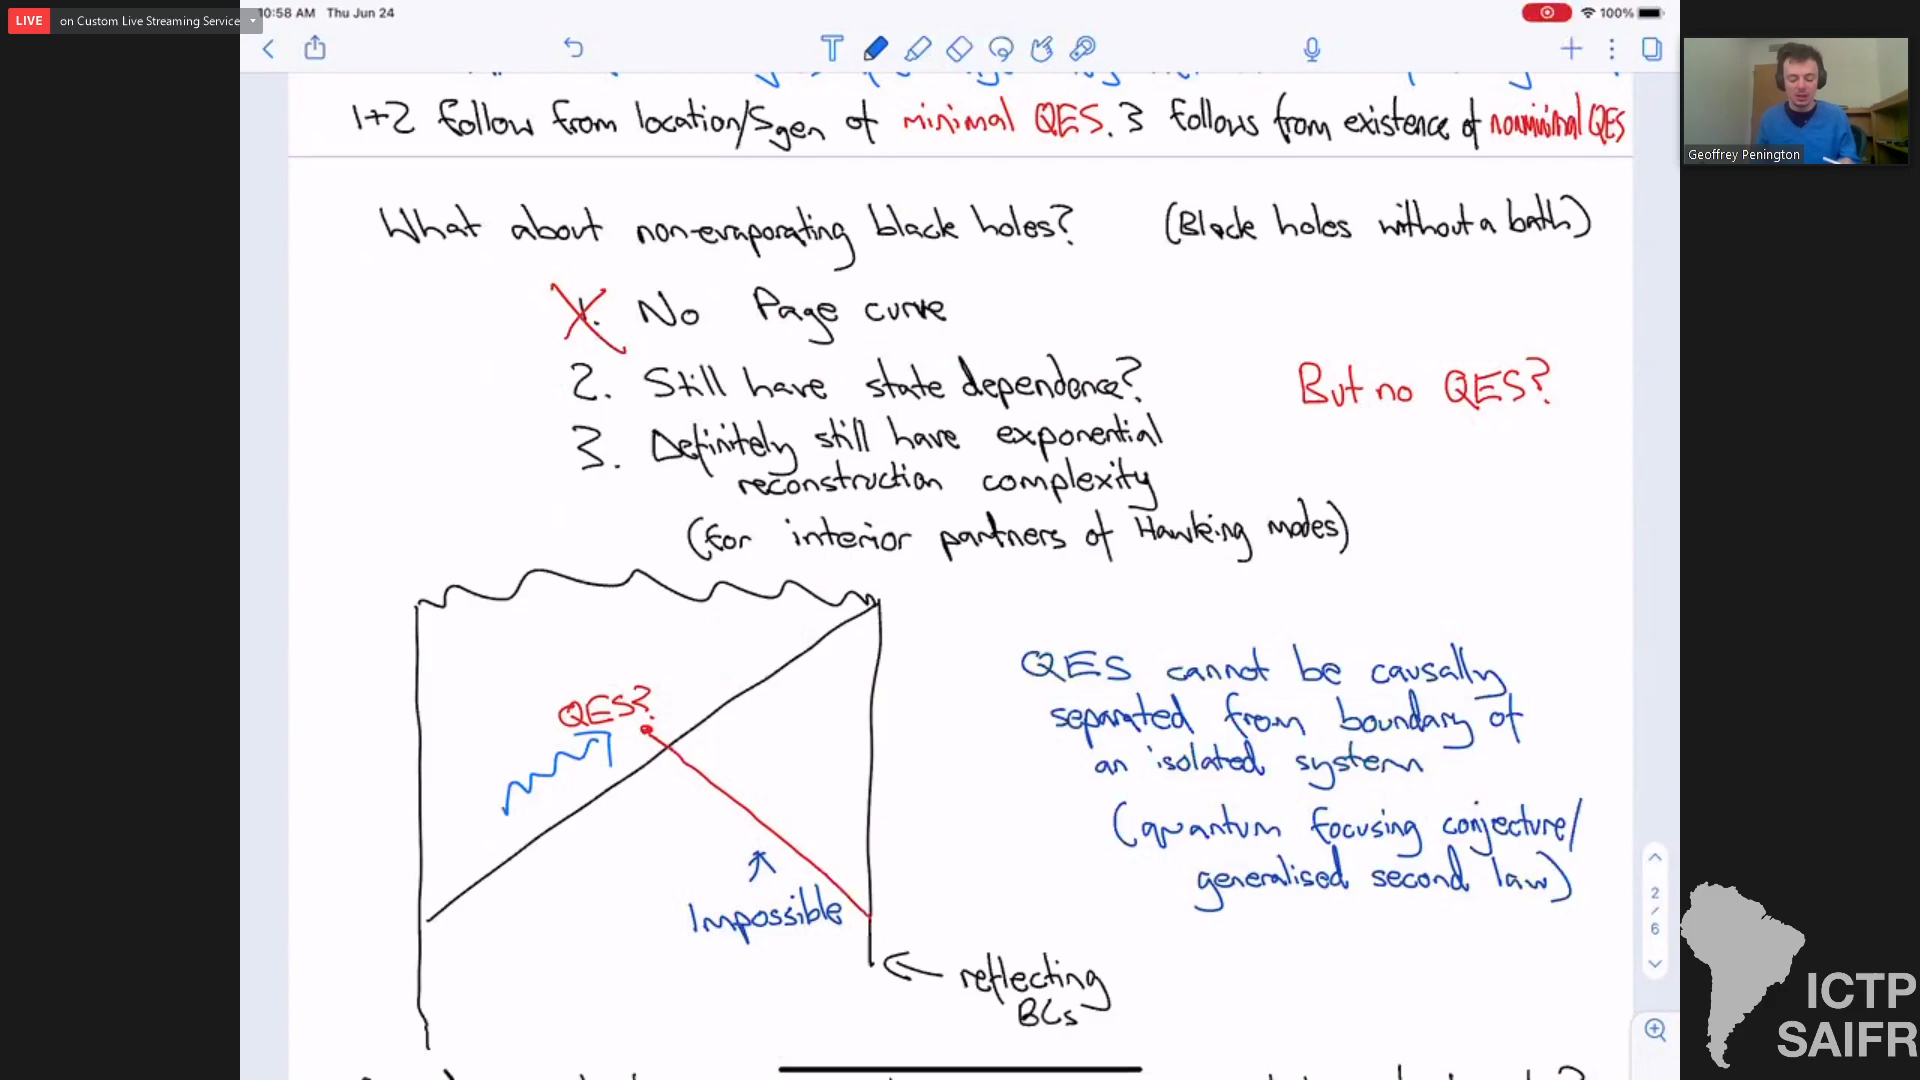 LIVE on Custom Live Streaming Service
10:58 AM Thu Jun 24
100%
1+2 follow from location/Sgen of minimal QES. 3 follows from existence of nonminimal QES
What about non-evaporating black holes? (Black holes without a bath)
1. No Page curve
2. Still have state dependence? But no QES?
3. Definitely still have exponential
reconstruction complexity
(for interior partners of Hawking modes)
QES?
QES cannot be causally
separated from boundary of
an isolated system
(quantum focusing conjecture/
generalised second law)
Impossible
reflecting
BCs
2
/
6
Geoffrey Penington
ICTP
SAIFR